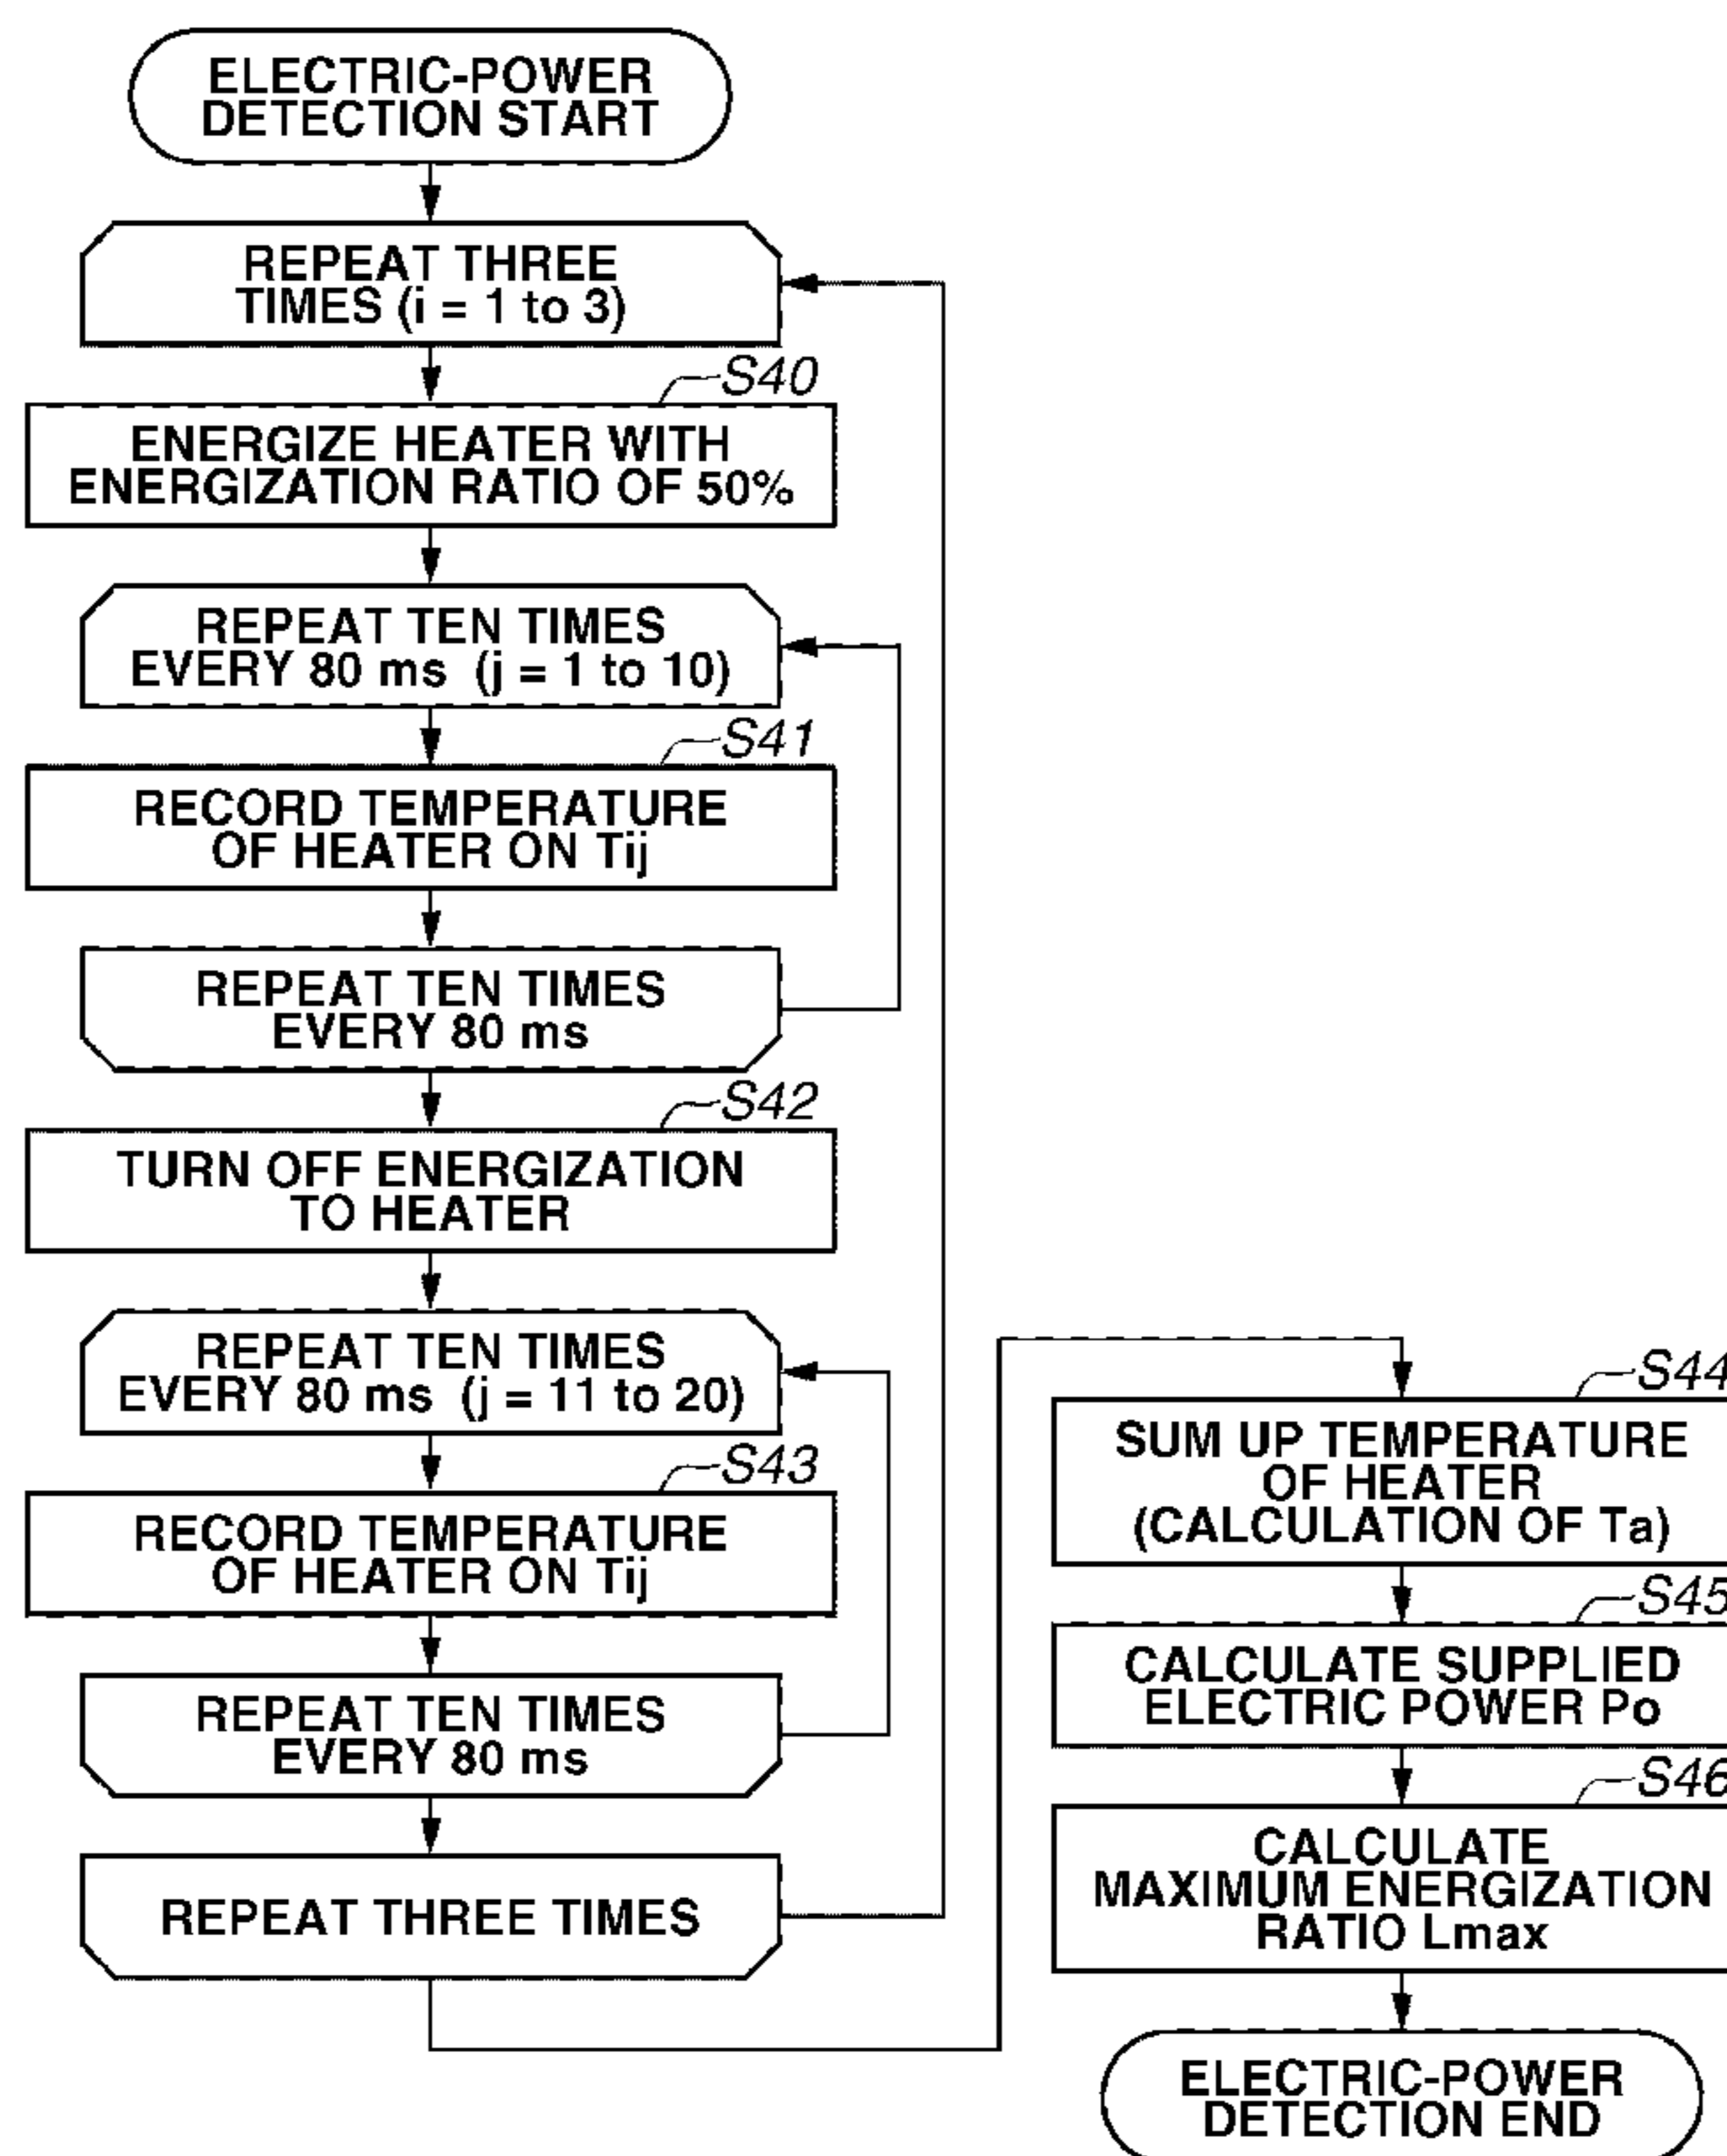 ELECTRIC-POWER
DETECTION START
REPEAT THREE
TIMES (i = 1 to 3)
S40
ENERGIZE HEATER WITH
ENERGIZATION RATIO OF 50%
REPEAT TEN TIMES
EVERY 80 ms (j = 1 to 10)
S41
RECORD TEMPERATURE
OF HEATER ON Tij
REPEAT TEN TIMES
EVERY 80 ms
S42
TURN OFF ENERGIZATION
TO HEATER
REPEAT TEN TIMES
EVERY 80 ms (j = 11 to 20)
S43
RECORD TEMPERATURE
OF HEATER ON Tij
REPEAT TEN TIMES
EVERY 80 ms
REPEAT THREE TIMES
S44
SUM UP TEMPERATURE
OF HEATER
(CALCULATION OF Ta)
S45
CALCULATE SUPPLIED
ELECTRIC POWER Po
S46
CALCULATE
MAXIMUM ENERGIZATION
RATIO Lmax
ELECTRIC-POWER
DETECTION END